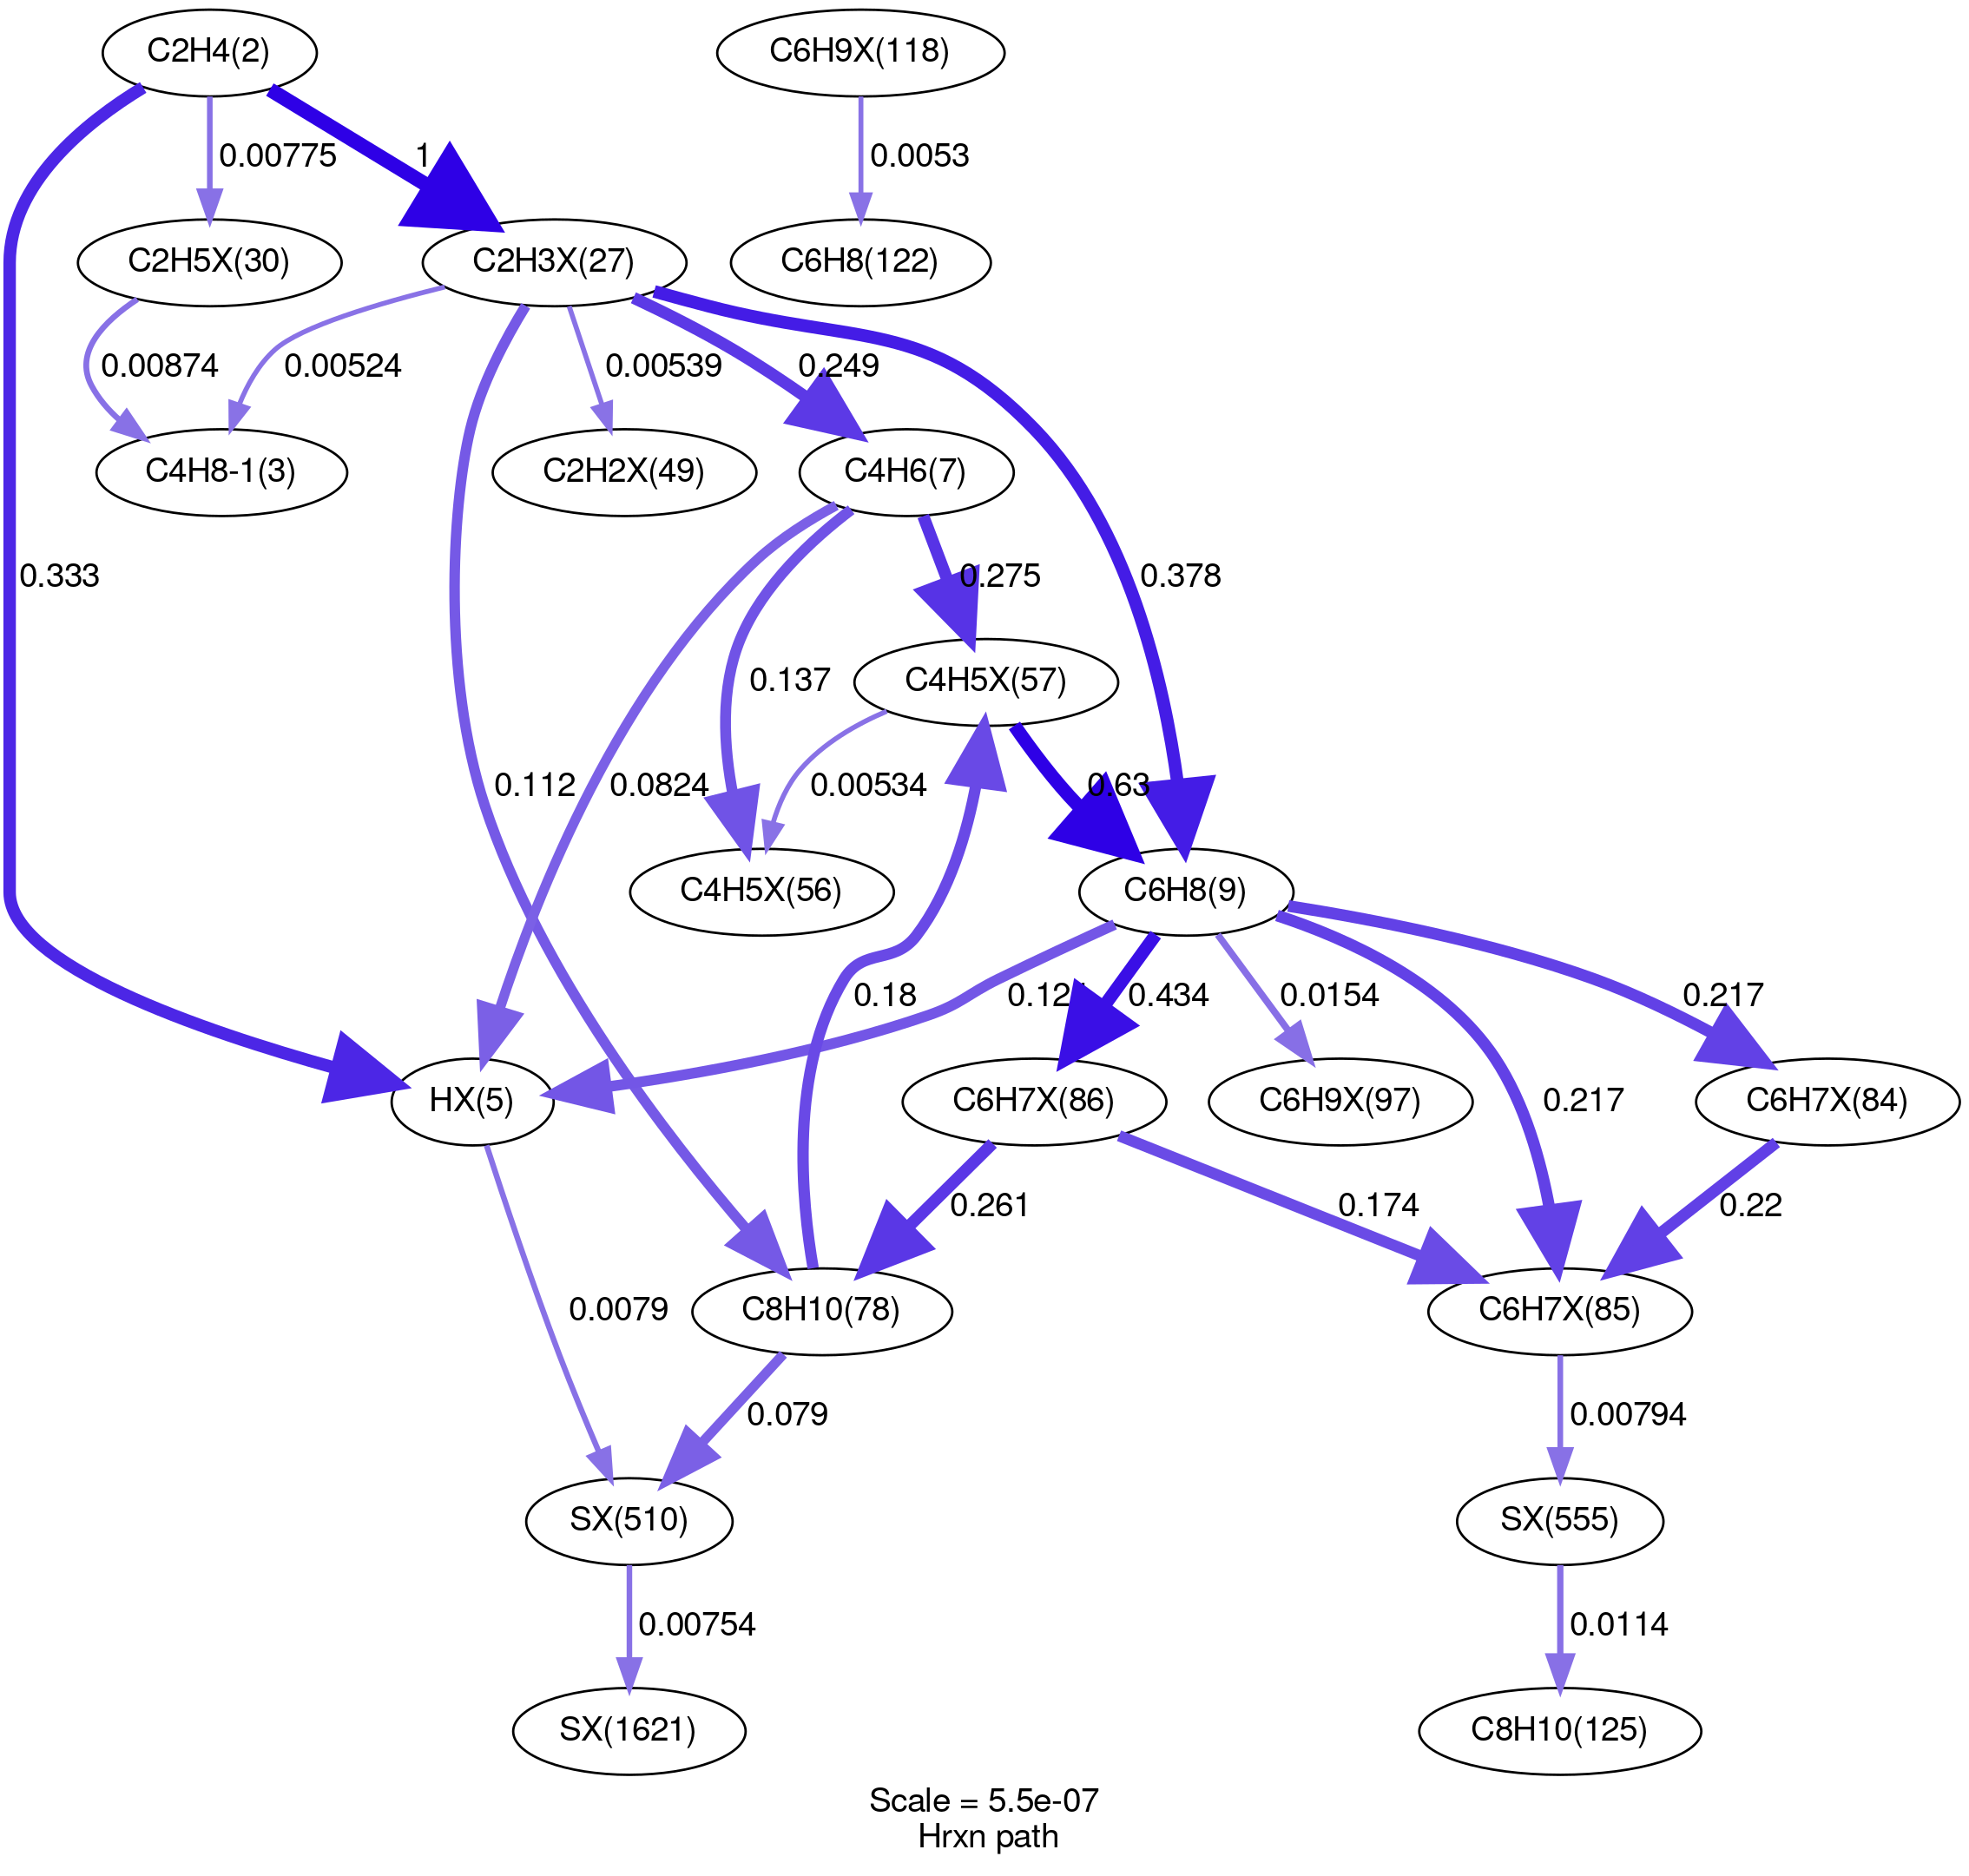 C2H4(2)
C6H9X(118)
0.00775
1
0.0053
C2H5X(30)
C2H3X(27)
C6H8(122)
0.00874
0.00524
0.00539
0.249
C4H8-1(3)
C2H2X(49)
C4H6(7)
0.333
0.275
0.378
0.137
C4H5X(57)
0.112
0.0824
0.00534
0.63
C4H5X(56)
C6H8(9)
0.18
0.434
0.0154
0.217
HX(5)
C6H7X(86)
C6H9X(97)
C6H7X(84)
0.217
0.261
0.174
0.22
0.0079
C8H10(78)
C6H7X(85)
0.079
0.00794
SX(510)
SX(555)
0.00754
0.0114
SX(1621)
C8H10(125)
Scale = 5.5e-07
Hrxn path